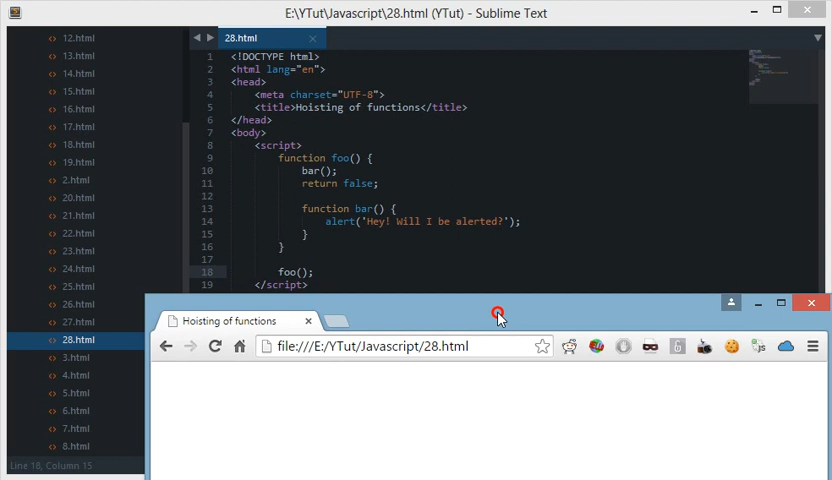 E:\YTut\Javascript\28.html (YTut) - Sublime Text
12.html
13.html
14.html
15.html
16.html
17.html
18.html
19.html
2.html
20.html
21.html
22.html
23.html
24.html
25.html
26.html
27.html
28.html
3.html
4.html
5.html
6.html
7.html
8.html
Line 18, Column 15
28.html
1 <!DOCTYPE html>
2 <html lang="en">
3 <head>
4 <meta charset="UTF-8">
5 <title>Hoisting of functions</title>
6 </head>
7 <body>
8 <script>
9 function foo() {
10 bar();
11 return false;
12
13 function bar() {
14 alert('Hey! Will I be alerted?');
15 }
16 }
17
18 foo();
19 </script>
Hoisting of functions
file:///E:/YTut/Javascript/28.html